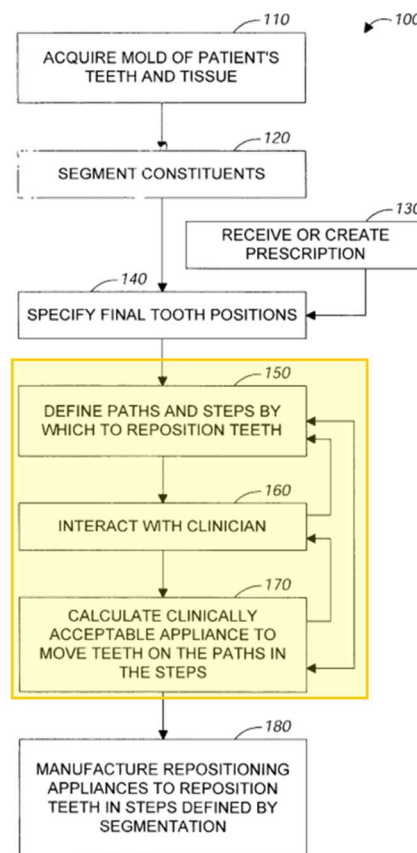 100
110
ACQUIRE MOLD OF PATIENT'S
TEETH AND TISSUE
120
SEGMENT CONSTITUENTS
130
RECEIVE OR CREATE
PRESCRIPTION
140
SPECIFY FINAL TOOTH POSITIONS
150
DEFINE PATHS AND STEPS BY
WHICH TO REPOSITION TEETH
160
INTERACT WITH CLINICIAN
170
CALCULATE CLINICALLY
ACCEPTABLE APPLIANCE TO
MOVE TEETH ON THE PATHS IN
THE STEPS
180
MANUFACTURE REPOSITIONING
APPLIANCES TO REPOSITION
TEETH IN STEPS DEFINED BY
SEGMENTATION